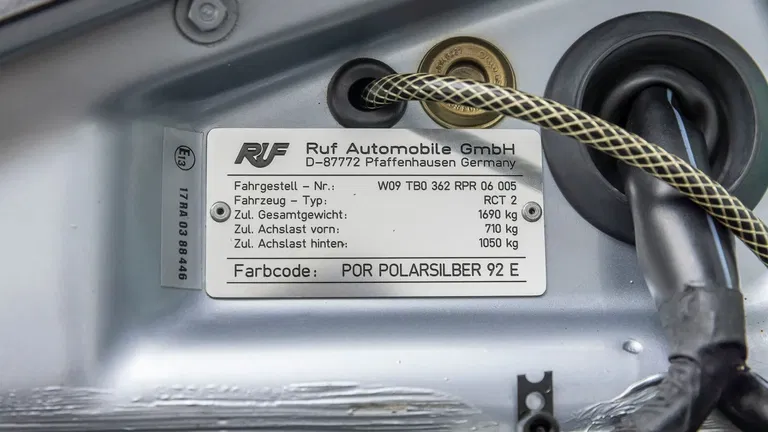 RUF Ruf Automobile GmbH
D-87772 Pfaffenhausen Germany
Fahrgestell - Nr.: W09 TB0 362 RPR 06 005
Fahrzeug - Typ: RCT 2
Zul. Gesamtgewicht: 1690 kg
Zul. Achslast vorn: 710 kg
Zul. Achslast hinten: 1050 kg
Farbcode: POR POLARSILBER 92 E
E13
17 RA 03 88446